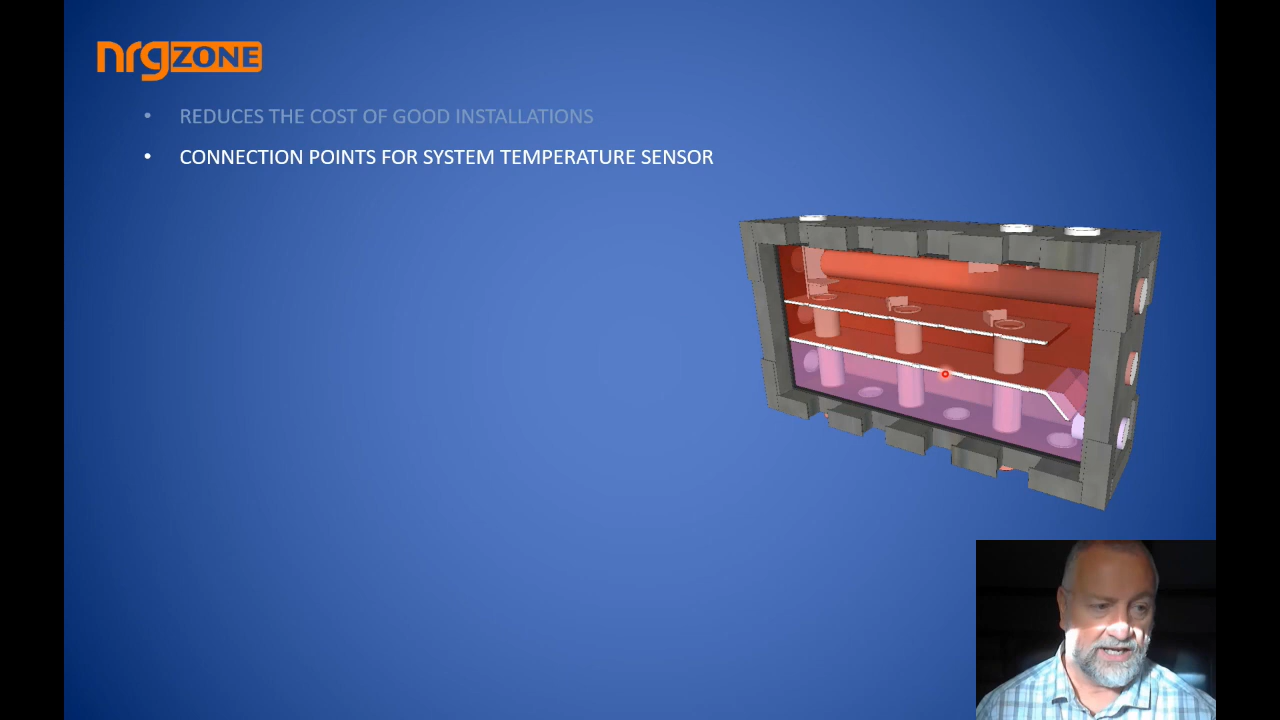 nrgZONE
• REDUCES THE COST OF GOOD INSTALLATIONS
• CONNECTION POINTS FOR SYSTEM TEMPERATURE SENSOR